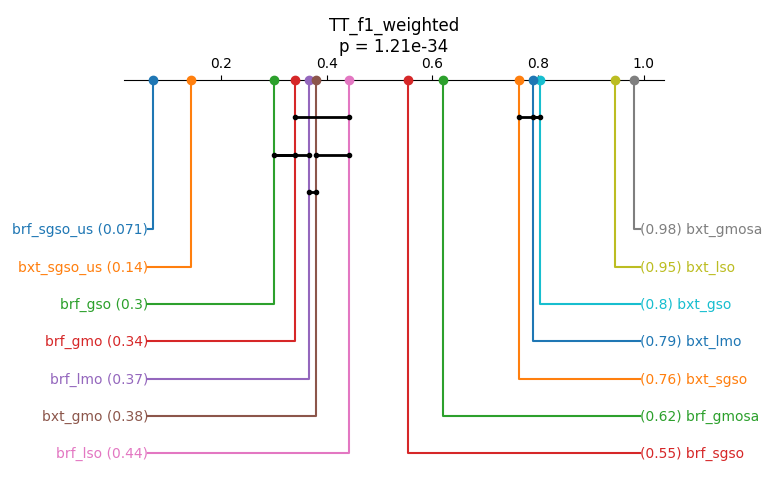 TT_f1_weighted
p = 1.21e-34
0.2 0.4 0.6 0.8 1.0
brf_sgso_us (0.071) (0.98) bxt_gmosa
bxt_sgso_us (0.14) (0.95) bxt_lso
brf_gso (0.3) (0.8) bxt_gso
brf_gmo (0.34) (0.79) bxt_lmo
brf_lmo (0.37) (0.76) bxt_sgso
bxt_gmo (0.38) (0.62) brf_gmosa
brf_lso (0.44) (0.55) brf_sgso